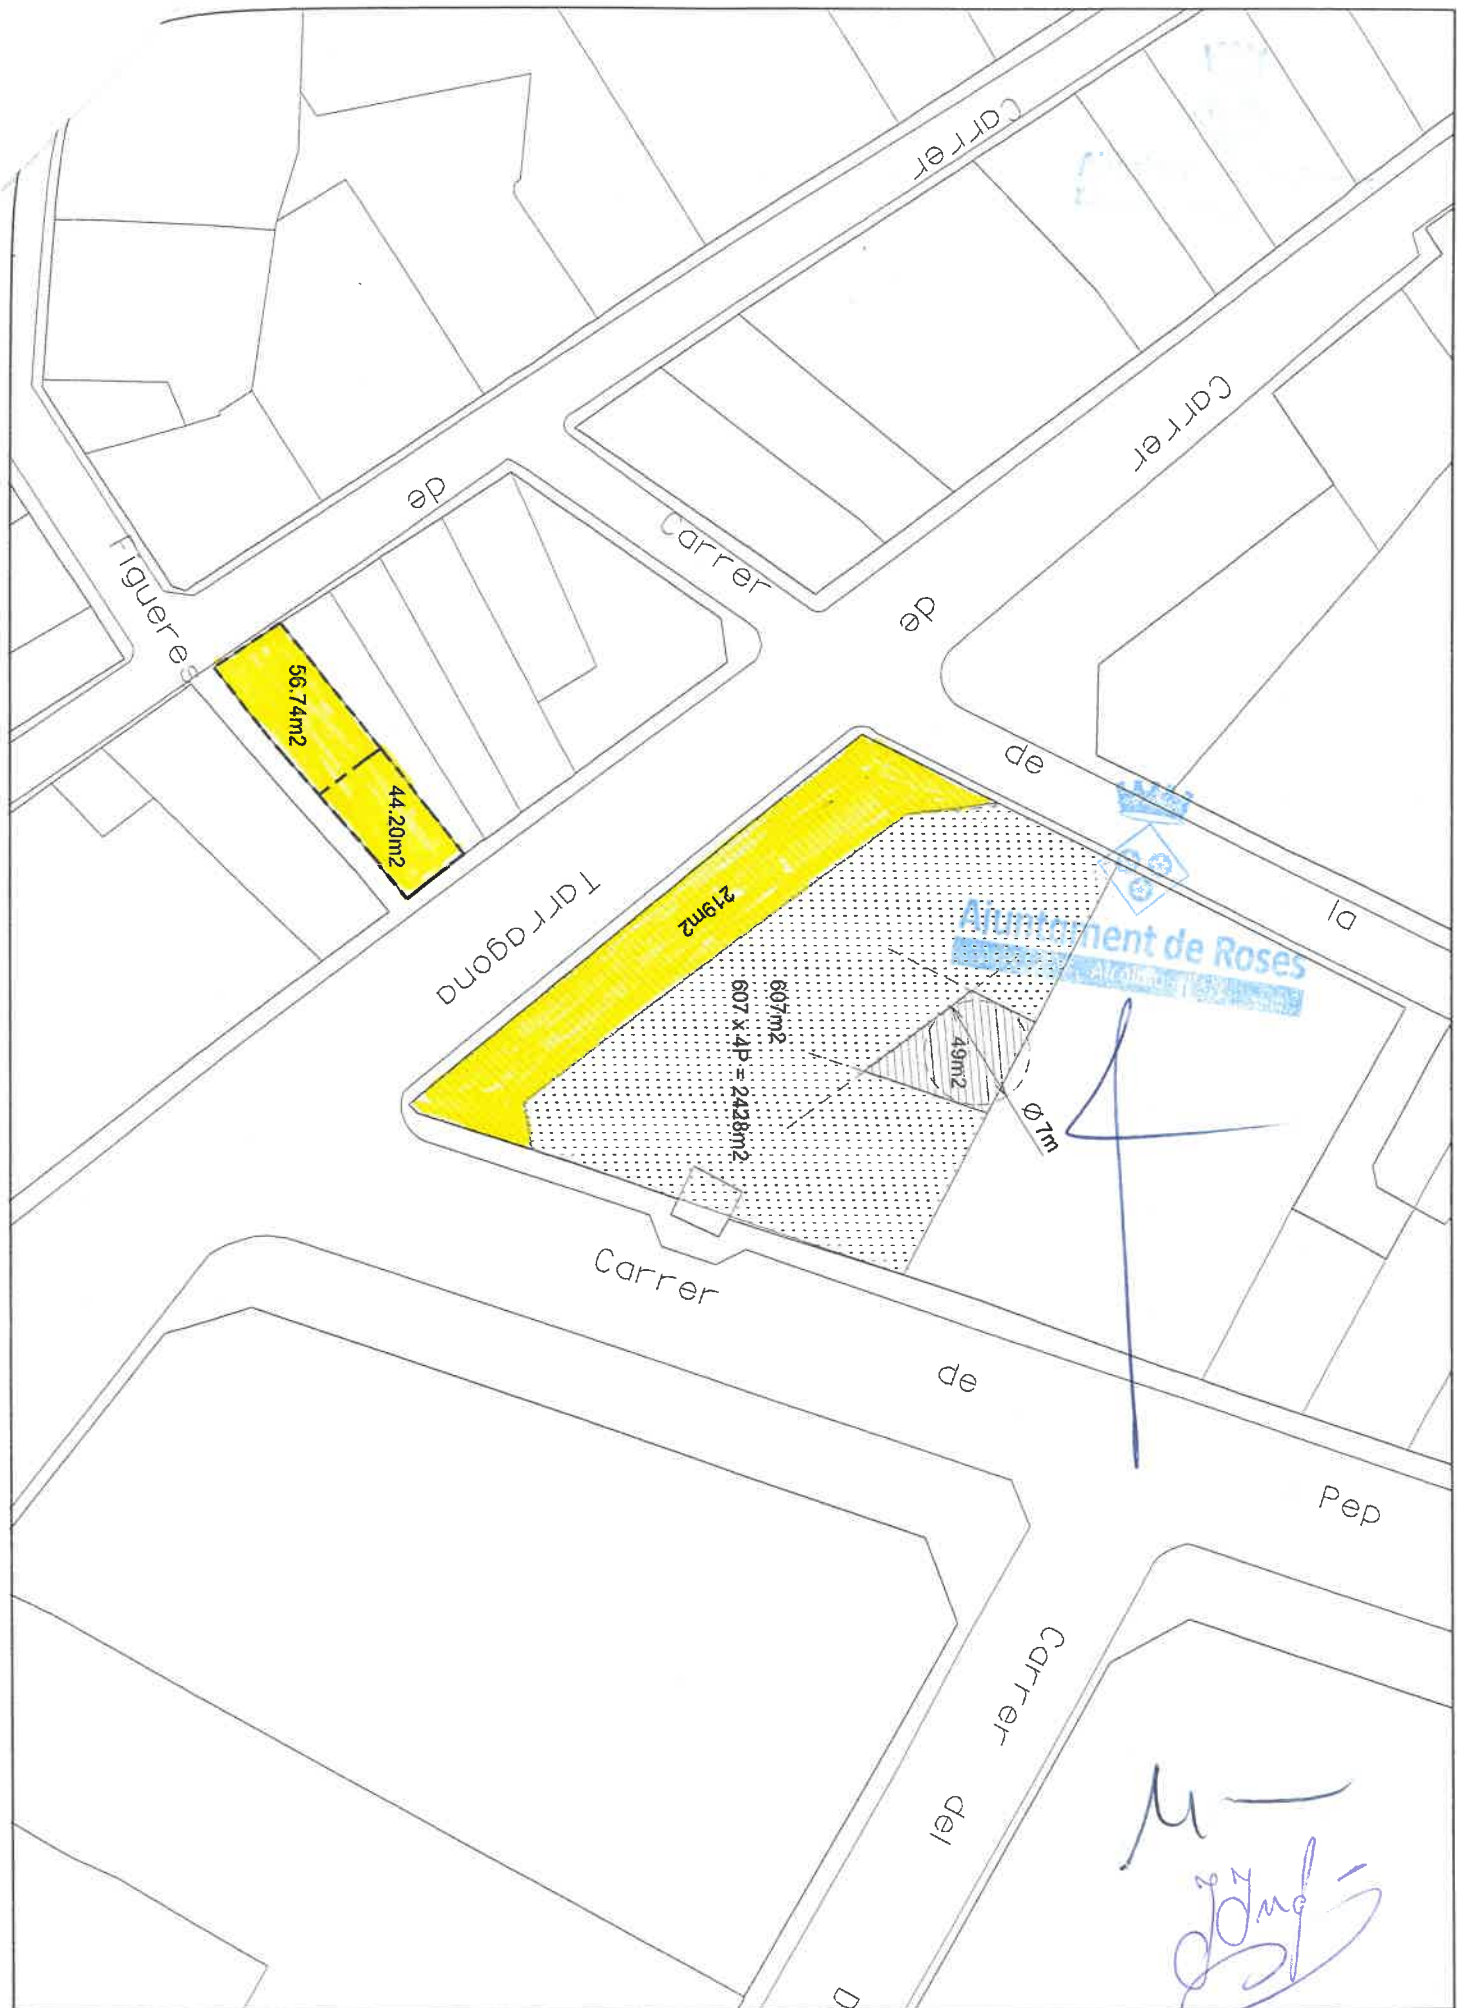 Carrer
Carrer
de
Carrer
Figueres
de
56.74m2
de
44.20m2
la
219m2
Tarragona
Ajuntament de Roses
607m2
607 x 4P = 2428m2
49m2
Ø 7m
Carrer
de
Pep
Carrer
del
D